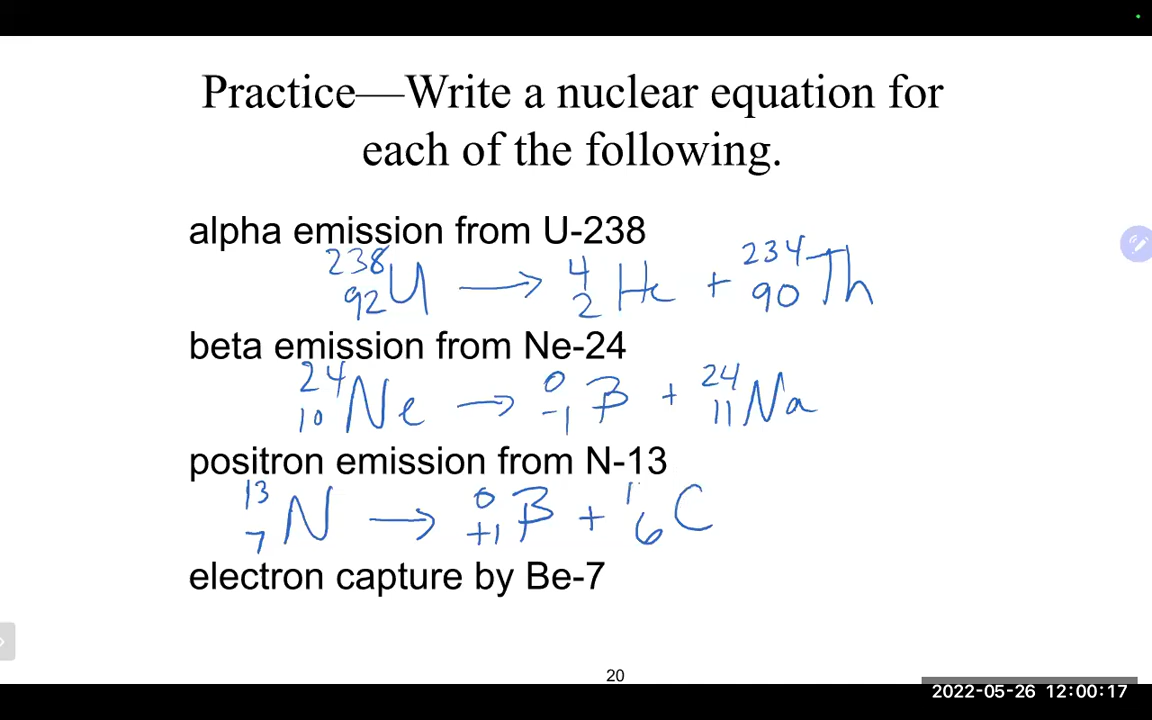 Practice—Write a nuclear equation for
each of the following.
alpha emission from U-238
238 92 U → 4 2 He + 234 90 Th
beta emission from Ne-24
24 10 Ne → 0 -1 β + 24 11 Na
positron emission from N-13
13 7 N → 0 +1 β + 1 6 C
electron capture by Be-7
20
2022-05-26 12:00:17